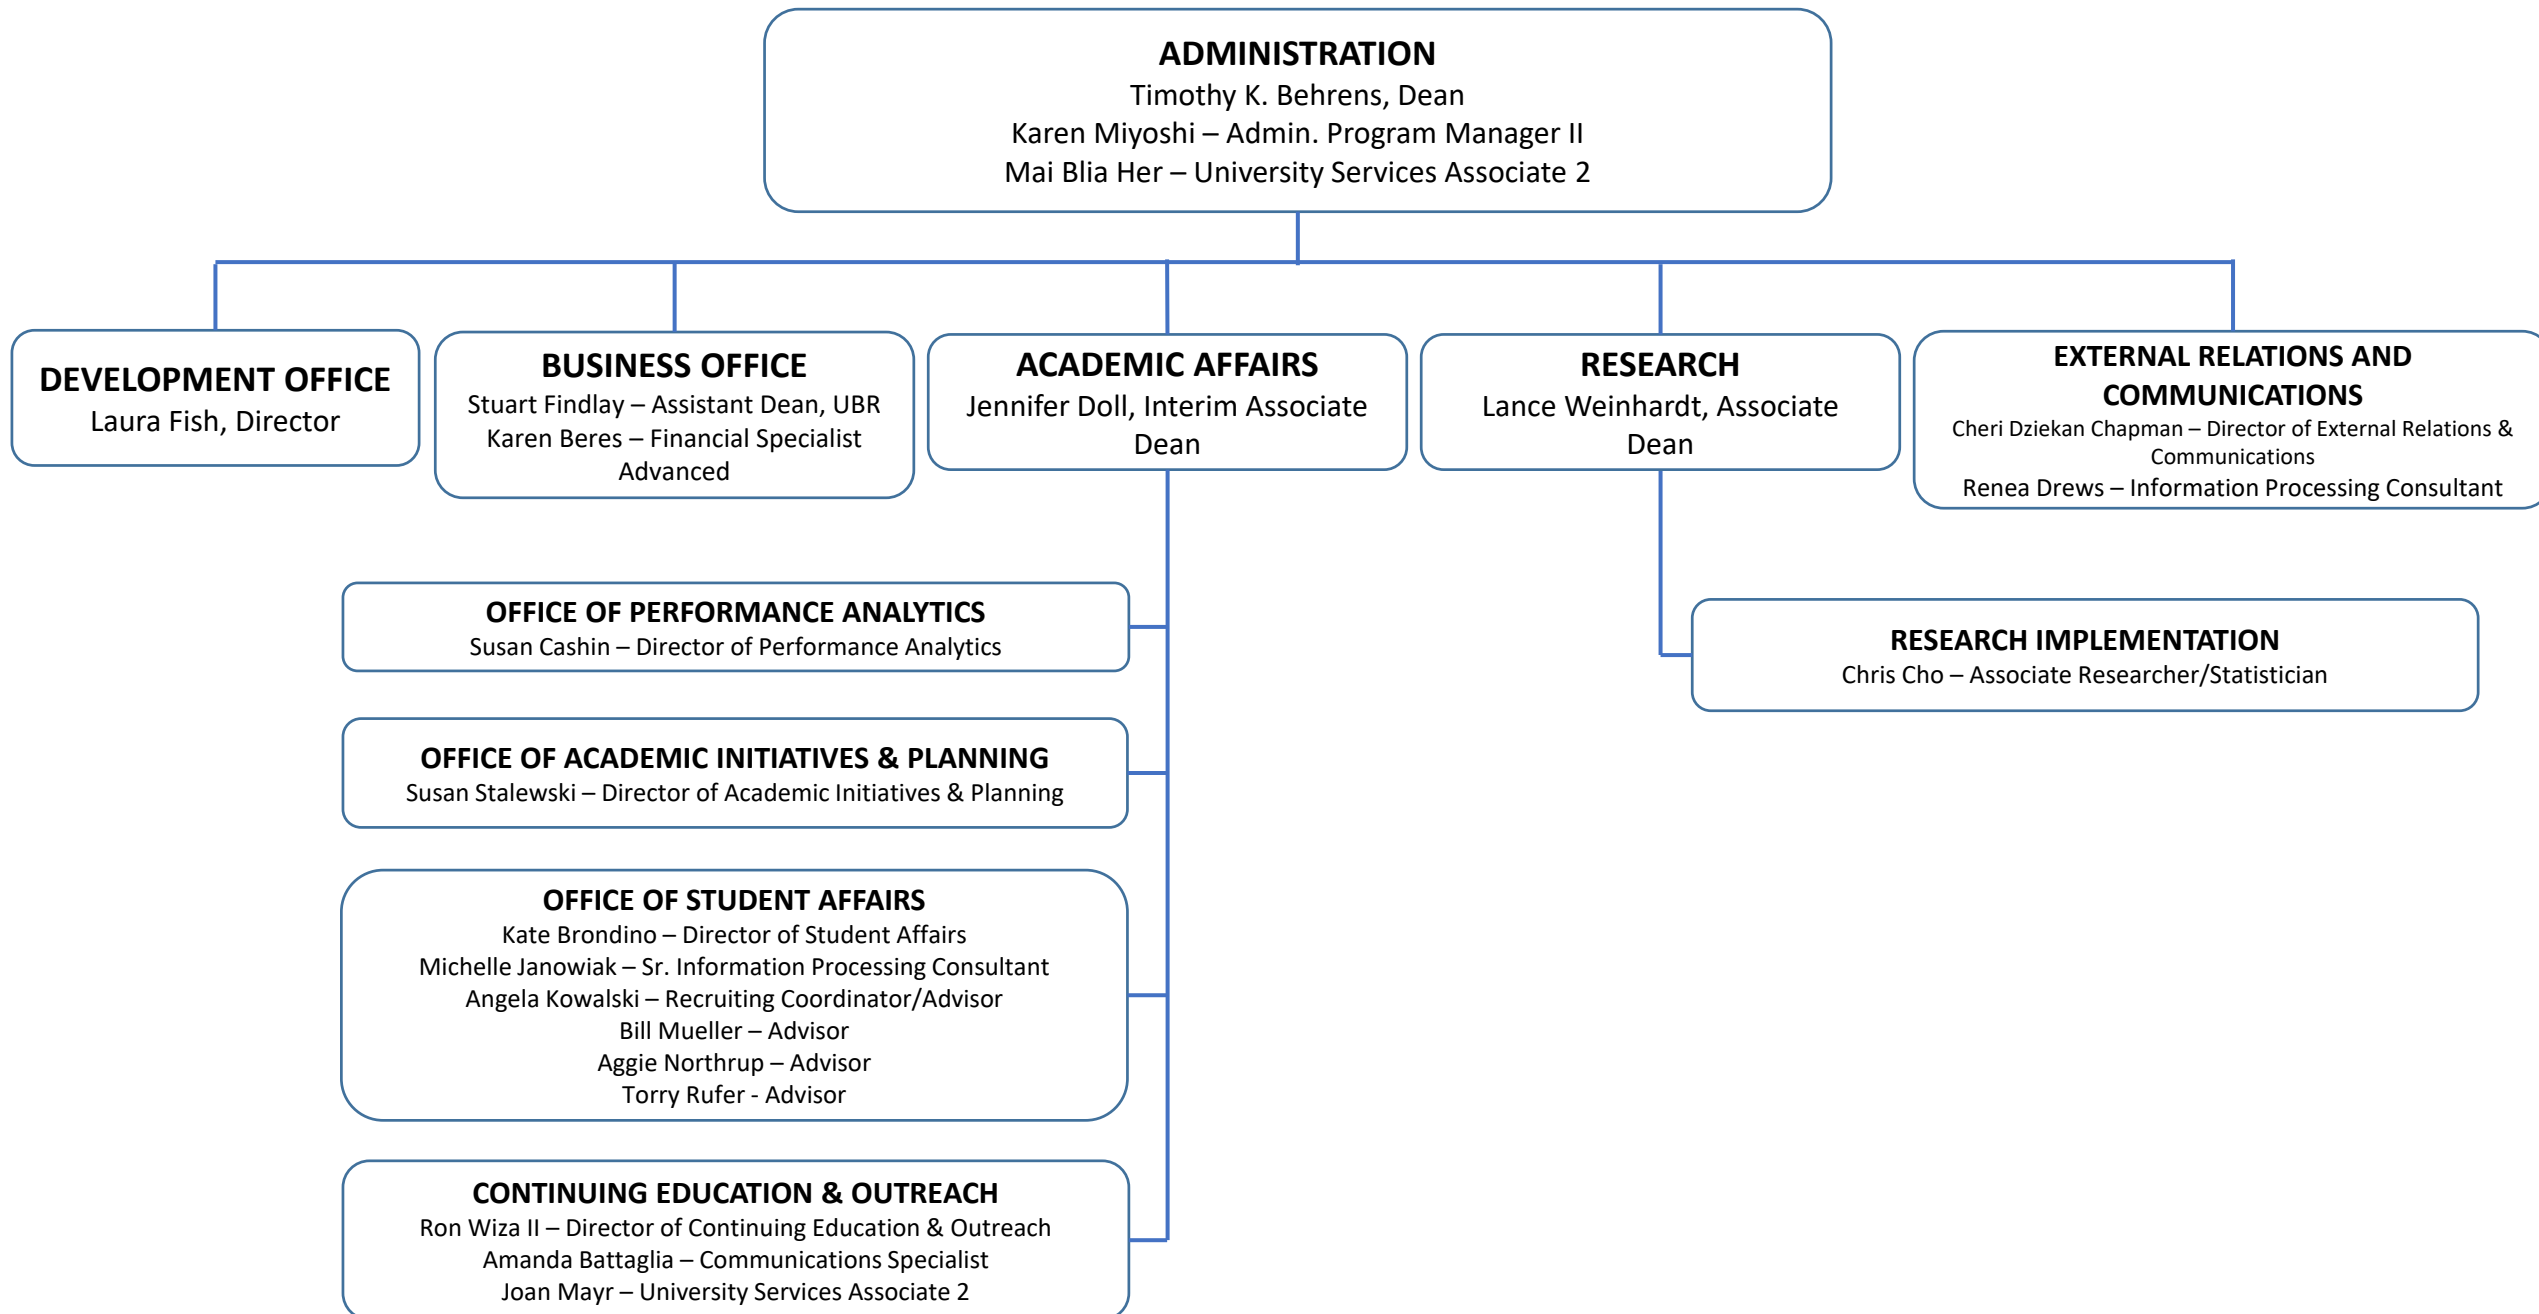 ADMINISTRATION
Timothy K. Behrens, Dean
Karen Miyoshi – Admin. Program Manager II
Mai Blia Her – University Services Associate 2
DEVELOPMENT OFFICE
Laura Fish, Director
BUSINESS OFFICE
Stuart Findlay – Assistant Dean, UBR
Karen Beres – Financial Specialist
Advanced
ACADEMIC AFFAIRS
Jennifer Doll, Interim Associate
Dean
RESEARCH
Lance Weinhardt, Associate
Dean
EXTERNAL RELATIONS AND
COMMUNICATIONS
Cheri Dziekan Chapman – Director of External Relations &
Communications
Renea Drews – Information Processing Consultant
OFFICE OF PERFORMANCE ANALYTICS
Susan Cashin – Director of Performance Analytics
RESEARCH IMPLEMENTATION
Chris Cho – Associate Researcher/Statistician
OFFICE OF ACADEMIC INITIATIVES & PLANNING
Susan Stalewski – Director of Academic Initiatives & Planning
OFFICE OF STUDENT AFFAIRS
Kate Brondino – Director of Student Affairs
Michelle Janowiak – Sr. Information Processing Consultant
Angela Kowalski – Recruiting Coordinator/Advisor
Bill Mueller – Advisor
Aggie Northrup – Advisor
Torry Rufer - Advisor
CONTINUING EDUCATION & OUTREACH
Ron Wiza II – Director of Continuing Education & Outreach
Amanda Battaglia – Communications Specialist
Joan Mayr – University Services Associate 2